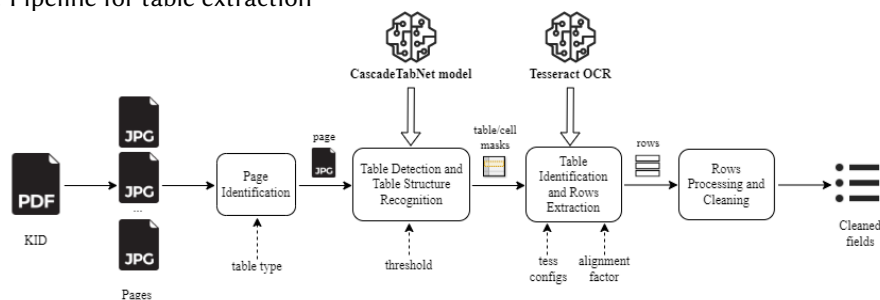 Pipeline for table extraction
CascadeTabNet model
Tesseract OCR
JPG
JPG
...
JPG
Pages
PDF
KID
Page
Identification
table type
page
JPG
Table Detection and
Table Structure
Recognition
threshold
table/cell
masks
Table
Identification
and Rows
Extraction
tess
configs
alignment
factor
rows
Rows
Processing and
Cleaning
Cleaned
fields